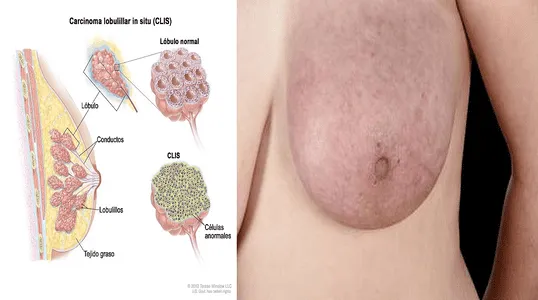 Carcinoma lobulillar in situ (CLIS)
Lóbulo normal
Lóbulo
Conductos
CLIS
Lobulillos
Células
anormales
Tejido graso